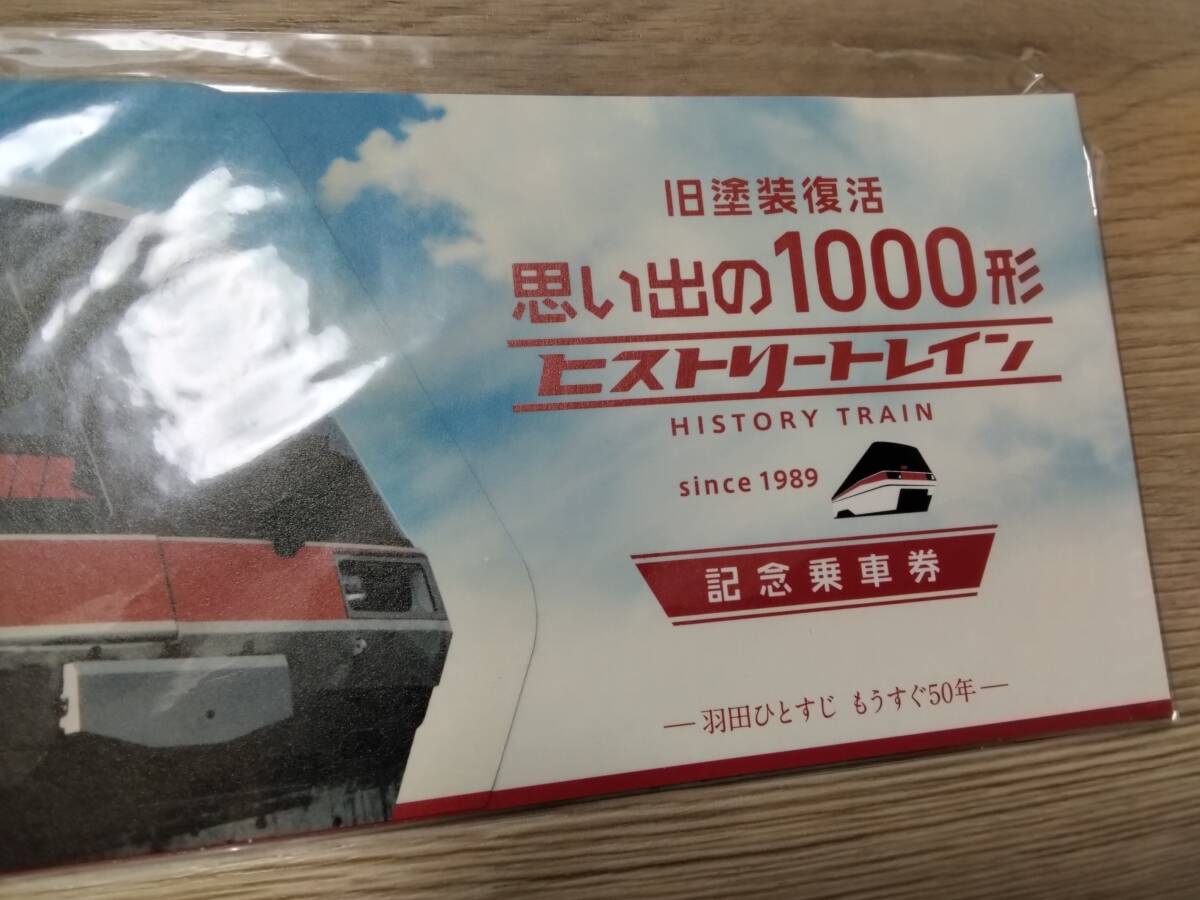 旧塗装復活
思い出の1000形
ヒストリートレイン
HISTORY TRAIN
since 1989
記念乗車券
― 羽田ひとすじ もうすぐ50年 ―